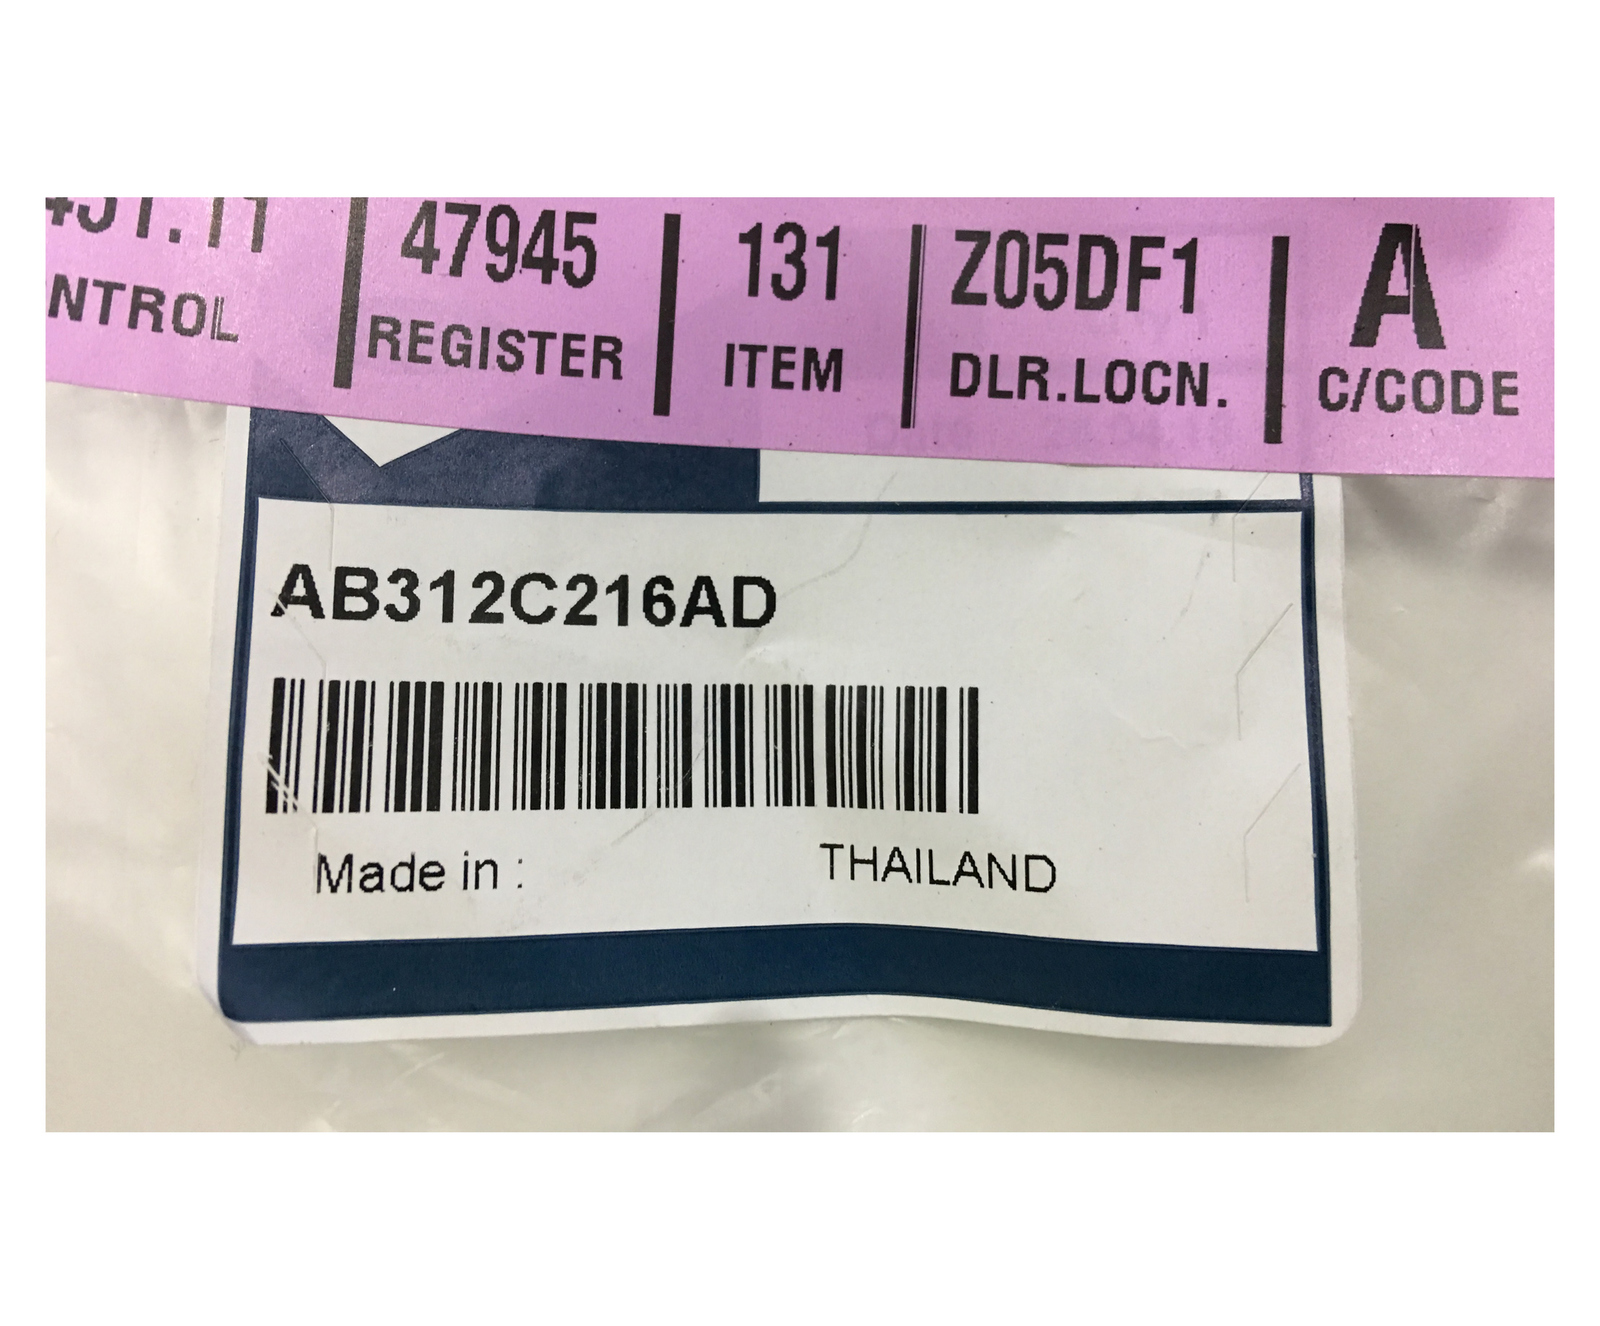 47945 131 Z05DF1 A
NTROL REGISTER ITEM DLR.LOCN. C/CODE
AB312C216AD
Made in : THAILAND